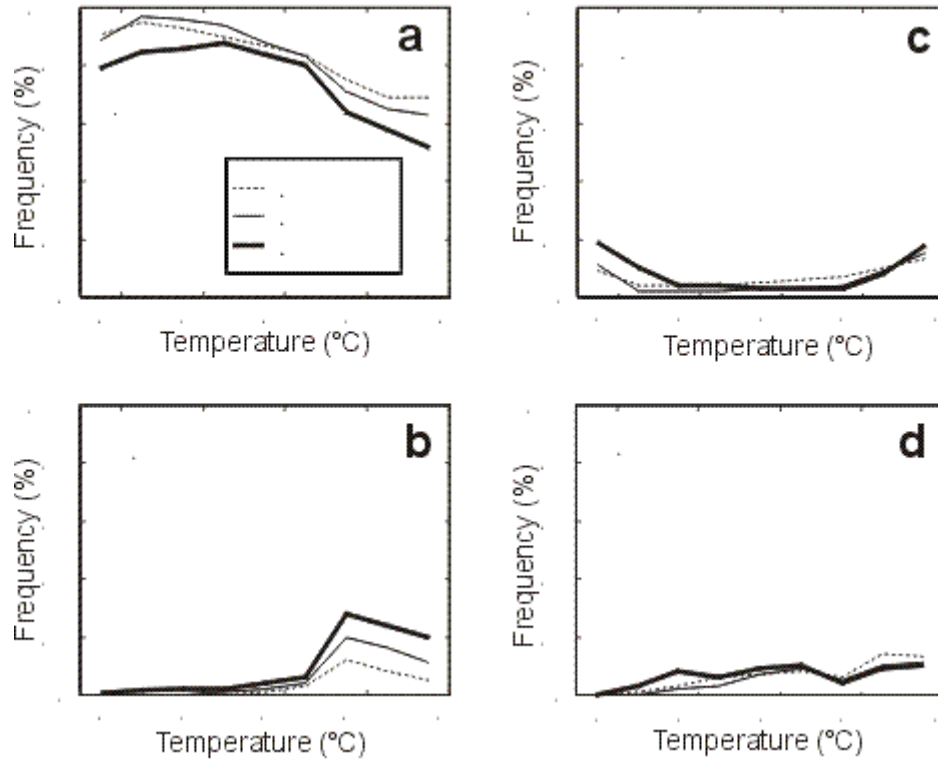 a
Frequency (%)
Temperature (°C)
c
Frequency (%)
Temperature (°C)
b
Frequency (%)
Temperature (°C)
d
Frequency (%)
Temperature (°C)